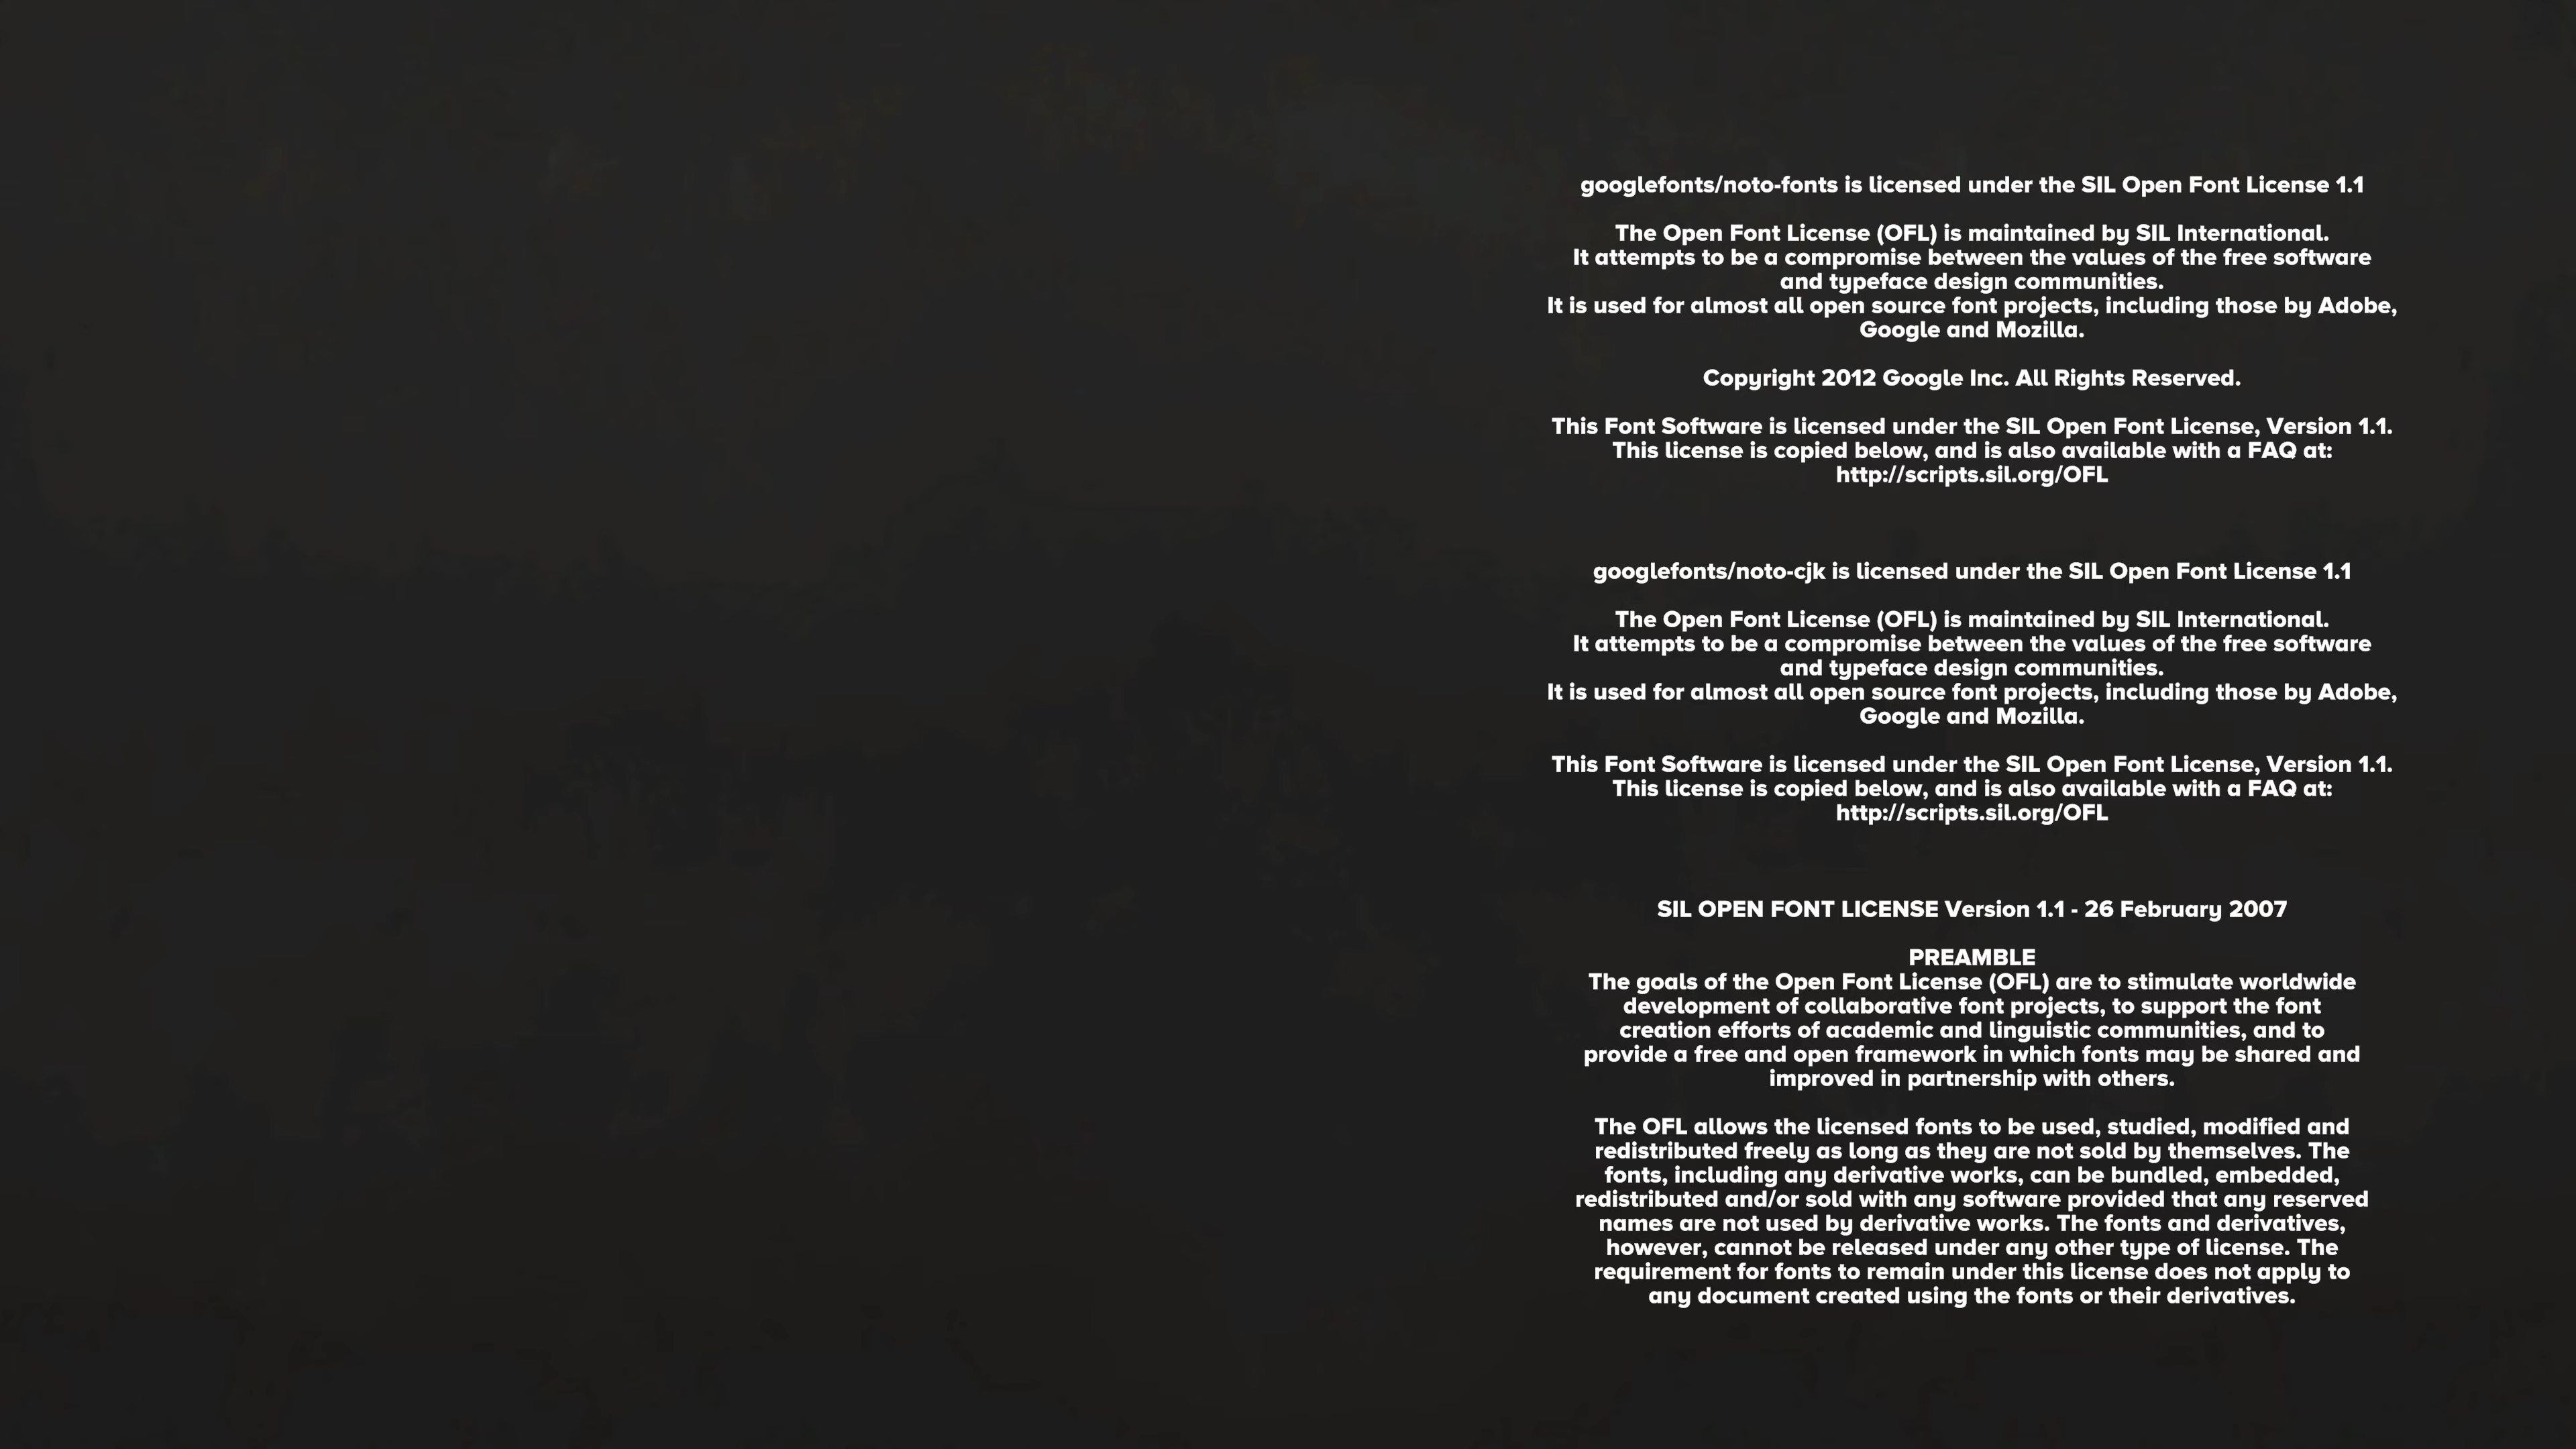 googlefonts/noto-fonts is licensed under the SIL Open Font License 1.1
The Open Font License (OFL) is maintained by SIL International.
It attempts to be a compromise between the values of the free software
and typeface design communities.
It is used for almost all open source font projects, including those by Adobe,
Google and Mozilla.
Copyright 2012 Google Inc. All Rights Reserved.
This Font Software is licensed under the SIL Open Font License, Version 1.1.
This license is copied below, and is also available with a FAQ at:
http://scripts.sil.org/OFL
googlefonts/noto-cjk is licensed under the SIL Open Font License 1.1
The Open Font License (OFL) is maintained by SIL International.
It attempts to be a compromise between the values of the free software
and typeface design communities.
It is used for almost all open source font projects, including those by Adobe,
Google and Mozilla.
This Font Software is licensed under the SIL Open Font License, Version 1.1.
This license is copied below, and is also available with a FAQ at:
http://scripts.sil.org/OFL
SIL OPEN FONT LICENSE Version 1.1 - 26 February 2007
PREAMBLE
The goals of the Open Font License (OFL) are to stimulate worldwide
development of collaborative font projects, to support the font
creation efforts of academic and linguistic communities, and to
provide a free and open framework in which fonts may be shared and
improved in partnership with others.
The OFL allows the licensed fonts to be used, studied, modified and
redistributed freely as long as they are not sold by themselves. The
fonts, including any derivative works, can be bundled, embedded,
redistributed and/or sold with any software provided that any reserved
names are not used by derivative works. The fonts and derivatives,
however, cannot be released under any other type of license. The
requirement for fonts to remain under this license does not apply to
any document created using the fonts or their derivatives.